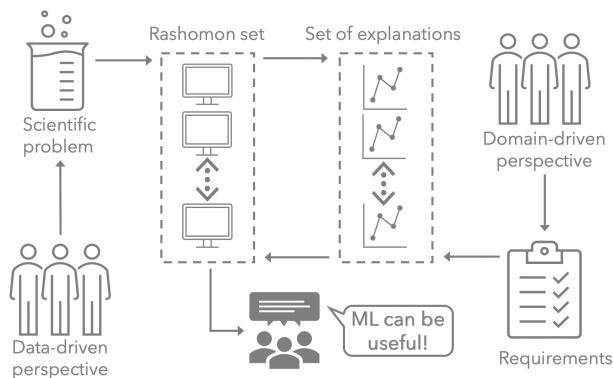 Rashomon set
Set of explanations
Scientific
problem
Domain-driven
perspective
ML can be
useful!
Data-driven
perspective
Requirements